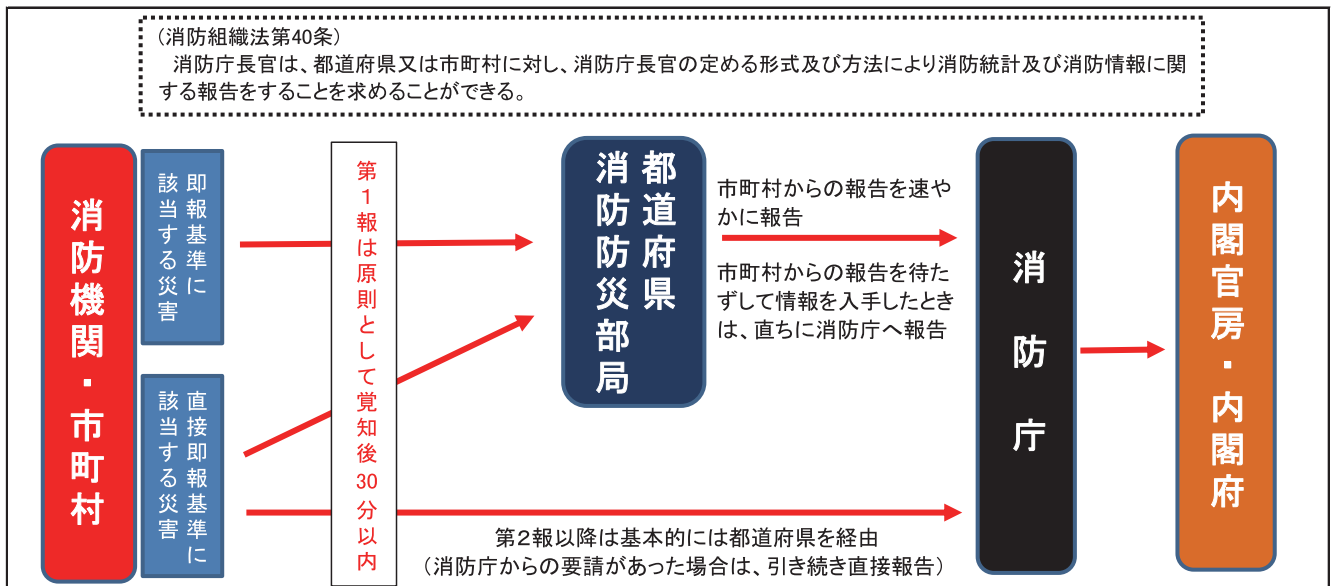 (消防組織法第40条)
消防庁長官は、都道府県又は市町村に対し、消防庁長官の定める形式及び方法により消防統計及び消防情報に関
する報告をすることを求めることができる。
消防機関・市町村
即報基準に
該当する災害
直接即報基準に
該当する災害
第1報は原則として覚知後30分以内
都道府県
消防防災部局
市町村からの報告を速や
かに報告
市町村からの報告を待た
ずして情報を入手したとき
は、直ちに消防庁へ報告
第2報以降は基本的には都道府県を経由
(消防庁からの要請があった場合は、引き続き直接報告)
消防庁
内閣官房・内閣府